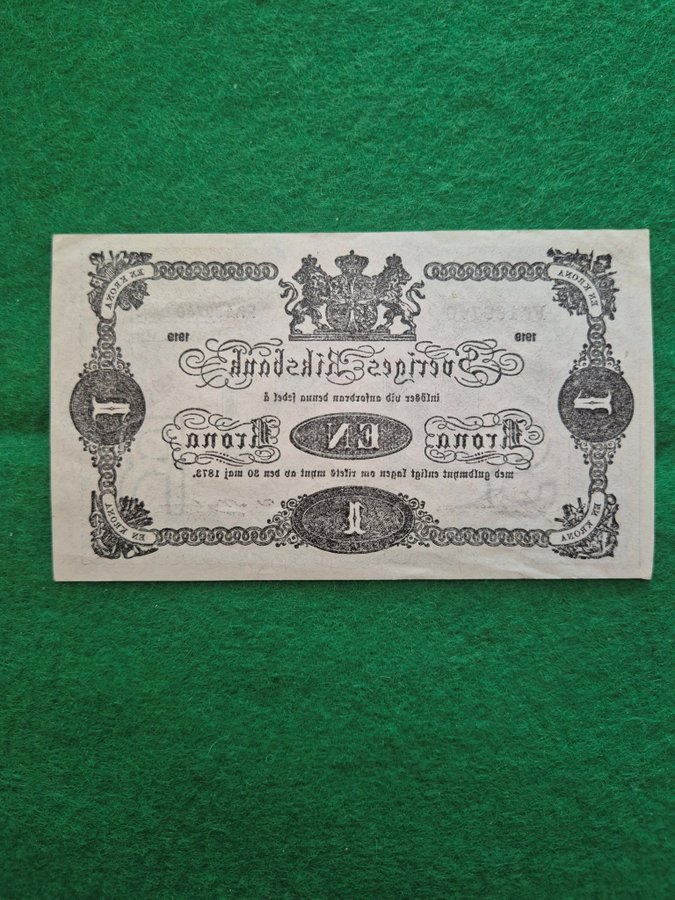 EN KRONA EN KRONA
1919 1919
Sveriges Riksbank
inlöser vid anfordran denna sedel å
1 Krona EN Krona 1
med guldmynt enligt lagen om rikets mynt av den 30 maj 1873.
EN KRONA 1 EN KRONA